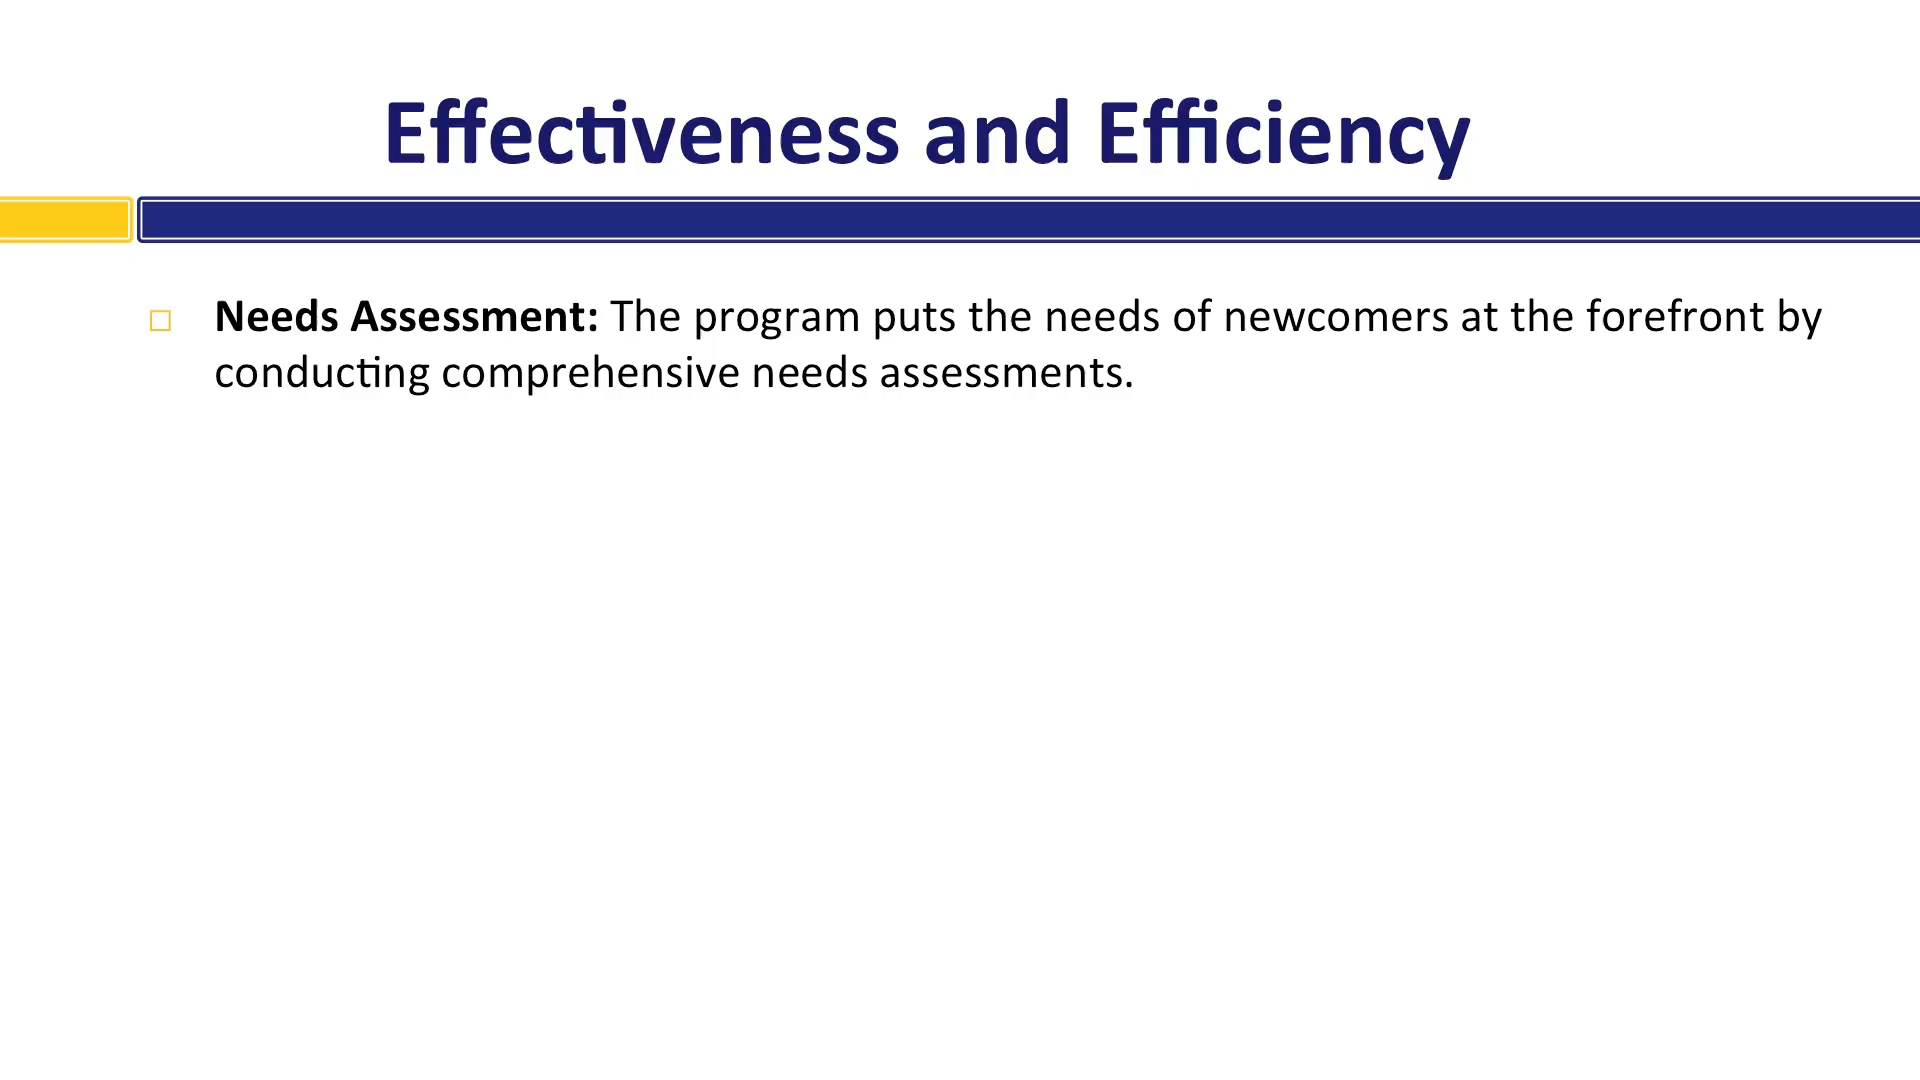 Effectiveness and Efficiency
Needs Assessment: The program puts the needs of newcomers at the forefront by
conducting comprehensive needs assessments.